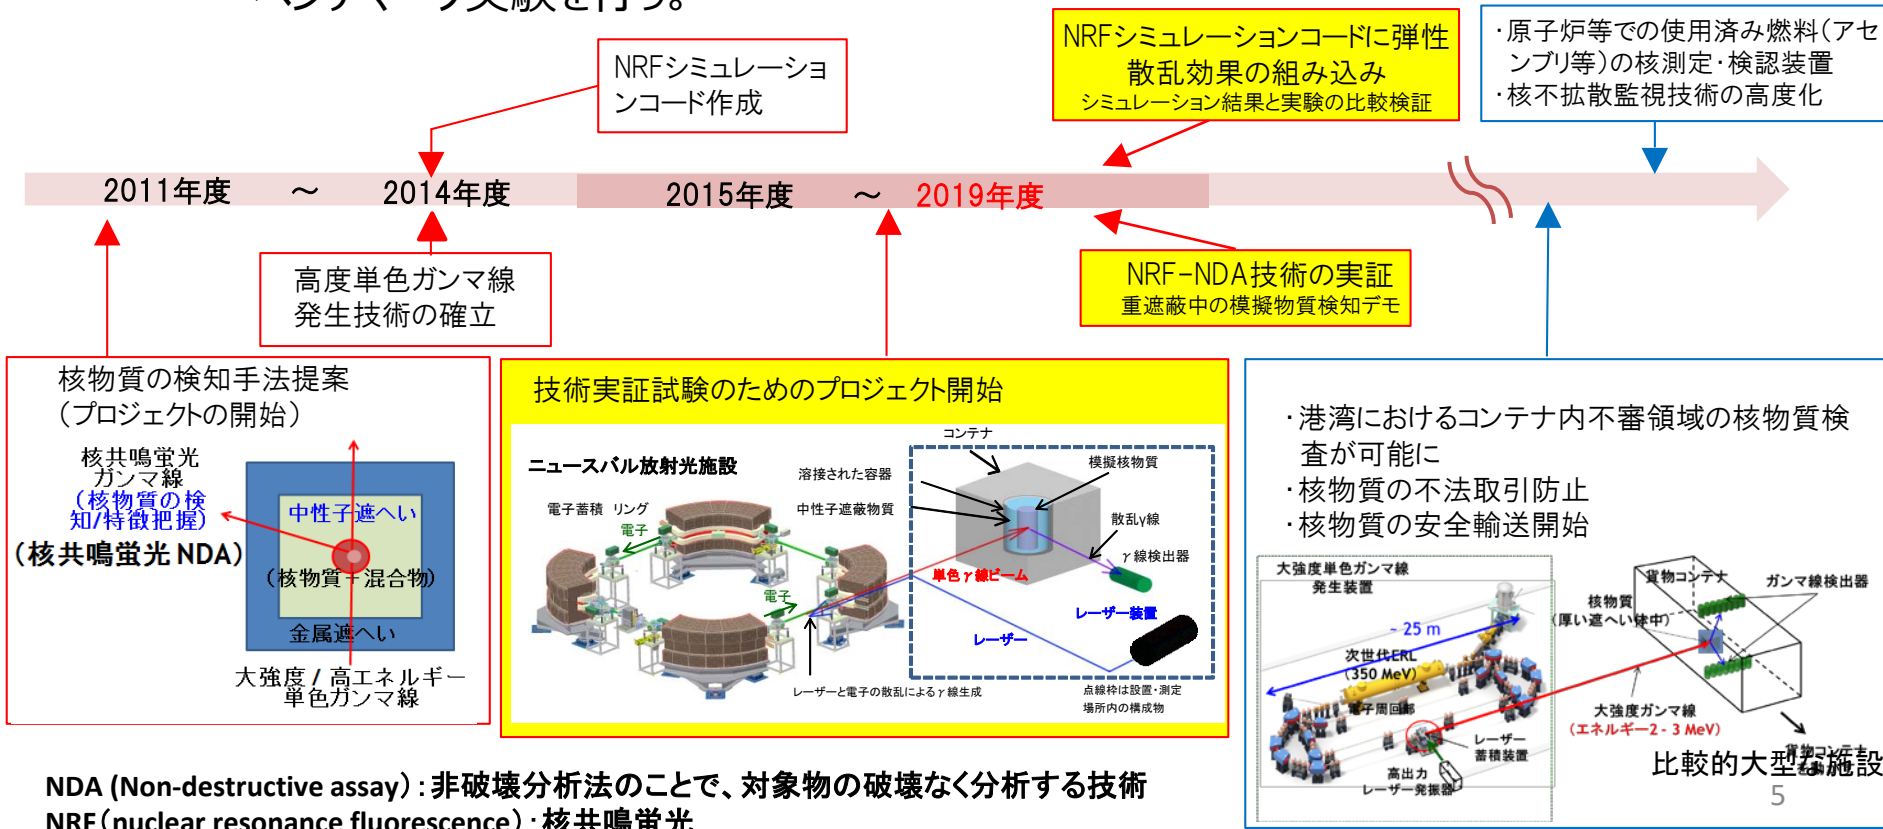 ベンチマーク実験を行う。
NRFシミュレーショ
ンコード作成
NRFシミュレーションコードに弾性
散乱効果の組み込み
シミュレーション結果と実験の比較検証
・原子炉等での使用済み燃料（アセ
ンブリ等）の核測定・検認装置
・核不拡散監視技術の高度化
2011年度　～　2014年度　2015年度　～　2019年度
高度単色ガンマ線
発生技術の確立
NRF-NDA技術の実証
重遮蔽中の模擬物質検知デモ
核物質の検知手法提案
（プロジェクトの開始）
核共鳴蛍光
ガンマ線
（核物質の検
知/特徴把握）
（核共鳴蛍光 NDA）
中性子遮へい
（核物質＋混合物）
金属遮へい
大強度 / 高エネルギー
単色ガンマ線
技術実証試験のためのプロジェクト開始
ニュースバル放射光施設
電子蓄積 リング
電子
電子
コンテナ
溶接された容器
中性子遮蔽物質
模擬核物質
散乱γ線
γ線検出器
単色γ線ビーム
レーザー装置
レーザー
レーザーと電子の散乱によるγ線生成
点線枠は設置・測定
場所内の構成物
・港湾におけるコンテナ内不審領域の核物質検
査が可能に
・核物質の不法取引防止
・核物質の安全輸送開始
大強度単色ガンマ線
発生装置
~ 25 m
次世代ERL
(350 MeV)
電子周回部
レーザー
蓄積装置
高出力
レーザー発振器
貨物コンテナ
ガンマ線検出器
核物質
（厚い遮へい体中）
大強度ガンマ線
（エネルギー2 - 3 MeV）
貨物コンテナ
比較的大型な施設
5
NDA (Non-destructive assay）：非破壊分析法のことで、対象物の破壊なく分析する技術
NRF（nuclear resonance fluorescence）：核共鳴蛍光